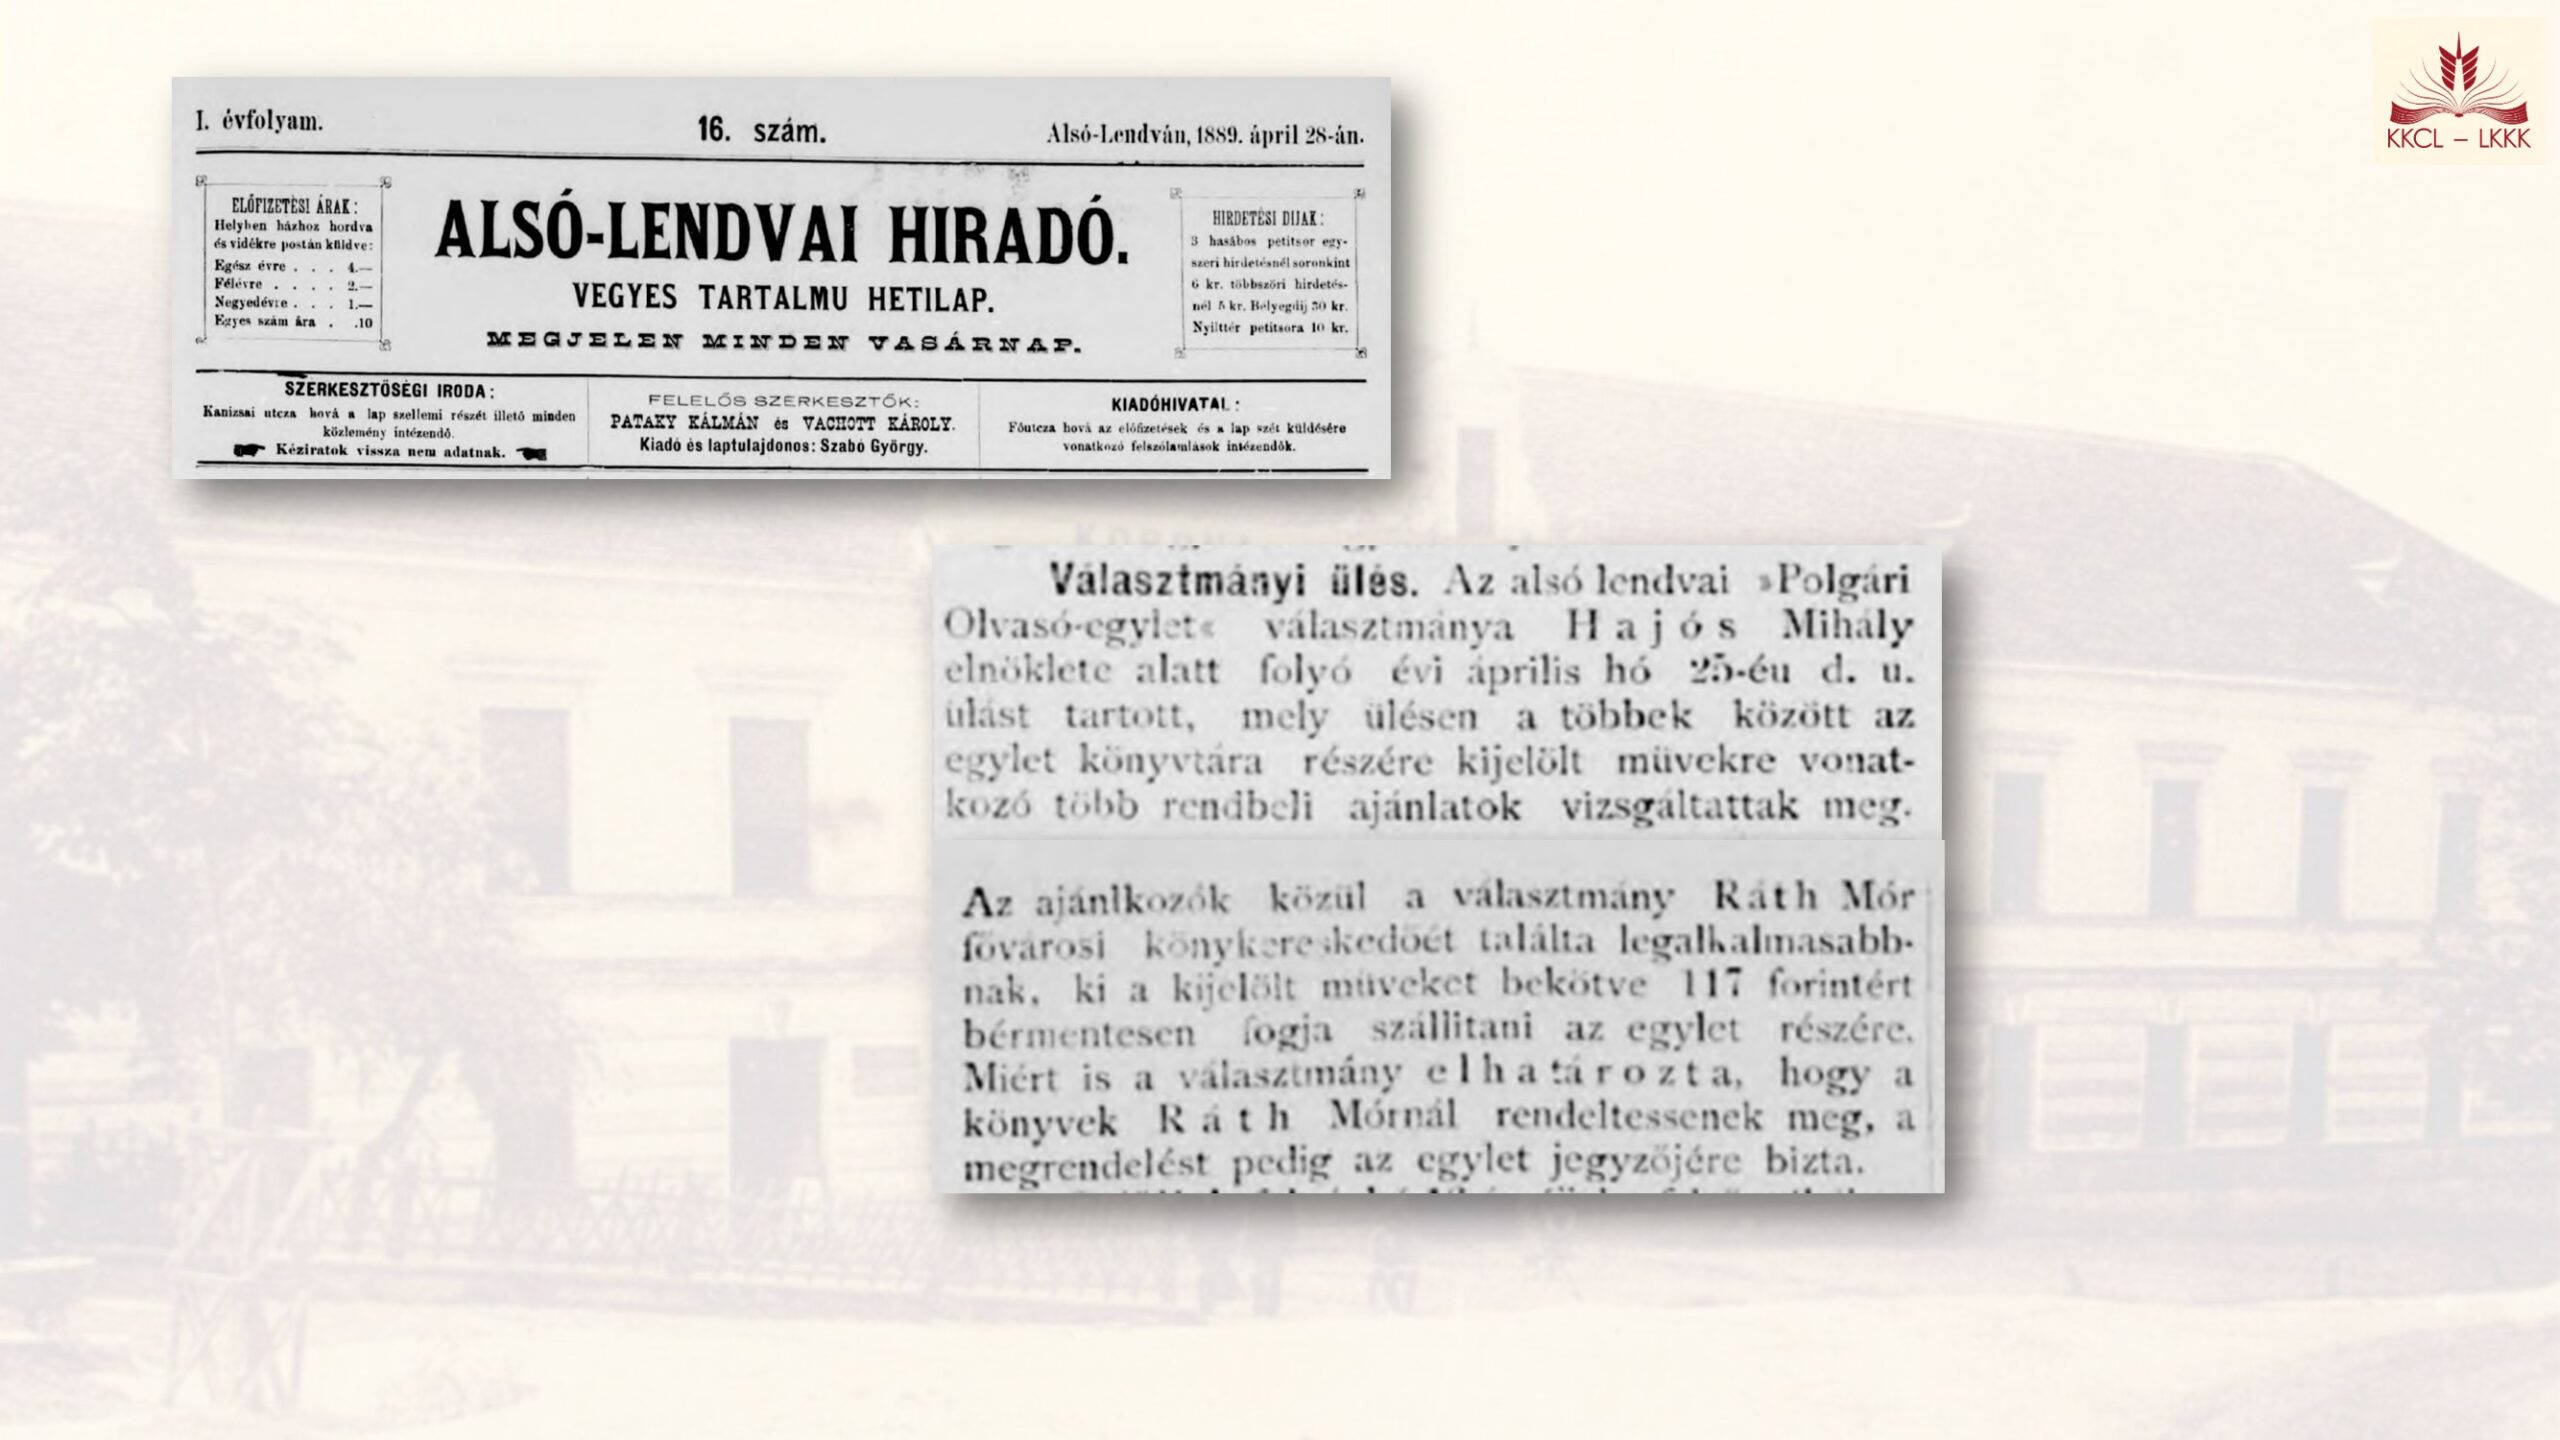 I. évfolyam.
16. szám.
Alsó-Lendván, 1889. ápril 28-án.
ELŐFIZETÉSI ÁRAK:
Helyben házhoz hordva
és vidékre postán küldve:
Egész évre . . . 4.—
Félévre . . . . 2.—
Negyedévre . . . 1.—
Egyes szám ára . .10
ALSÓ-LENDVAI HIRADÓ.
VEGYES TARTALMU HETILAP.
MEGJELEN MINDEN VASÁRNAP.
HIRDETÉSI DIJAK:
3 hasábos petitsor egy-
szeri hirdetésnél soronkint
6 kr. többszöri hirdetés-
nél 5 kr. Bélyegdij 30 kr.
Nyilttér petitsora 10 kr.
SZERKESZTŐSÉGI IRODA:
Kanizsai utcza hová a lap szellemi részét illető minden
közlemény intézendő.
Kéziratok vissza nem adatnak.
FELELŐS SZERKESZTŐK:
PATAKY KÁLMÁN és VACHOTT KÁROLY.
Kiadó és laptulajdonos: Szabó György.
KIADÓHIVATAL:
Főutcza hová az előfizetések és a lap szét küldésére
vonatkozó felszólamlások intézendők.
KKCL – LKKK
Választmányi ülés. Az alsó lendvai »Polgári
Olvasó-egylet« választmánya Hajós Mihály
elnöklete alatt folyó évi április hó 25-éu d. u.
ülást tartott, mely ülésen a többek között az
egylet könyvtára részére kijelölt müvekre vonat-
kozó több rendbeli ajánlatok vizsgáltattak meg.
Az ajánlkozók közül a választmány Ráth Mór
fővárosi könykereskedőét találta legalkalmasabb-
nak, ki a kijelölt müveket bekötve 117 forintért
bérmentesen fogja szállitani az egylet részére.
Miért is a választmány elhatározta, hogy a
könyvek Ráth Mórnál rendeltessenek meg, a
megrendelést pedig az egylet jegyzőjére bizta.